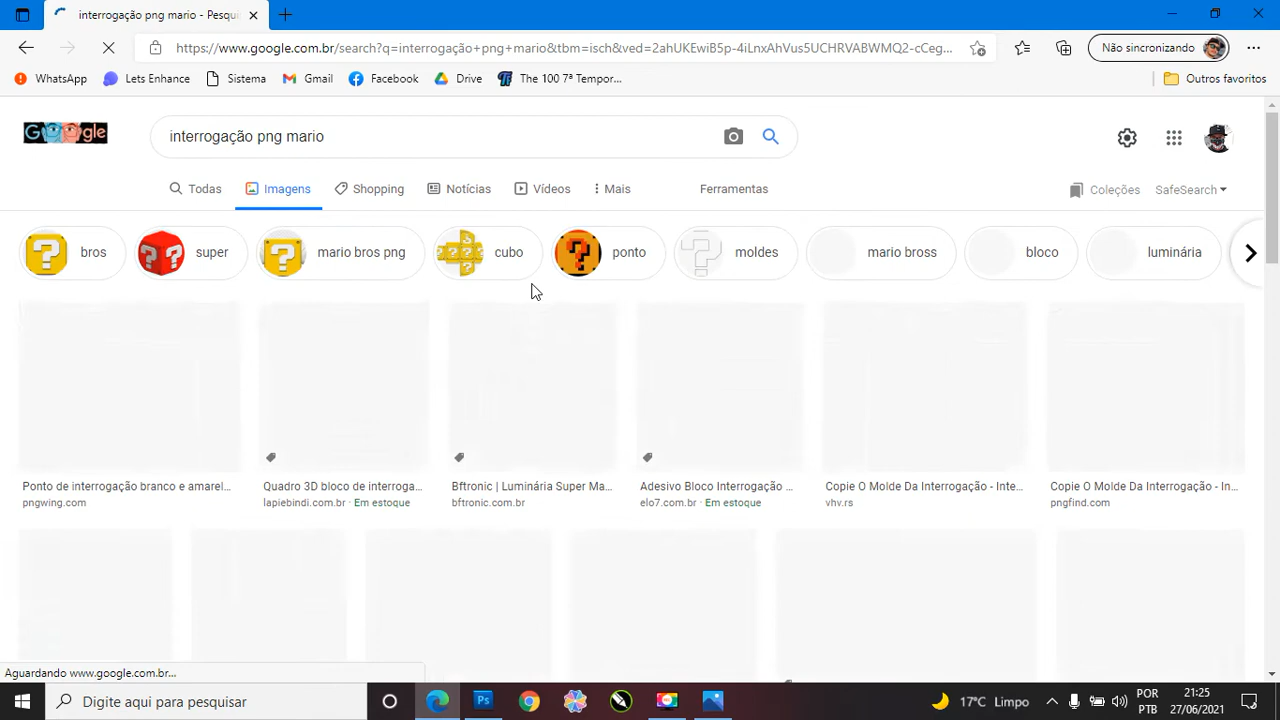 interrogação png mario - Pesqui
https://www.google.com.br/search?q=interrogação+png+mario&tbm=isch&ved=2ahUKEwiB5p-4iLnxAhVus5UCHRVABWMQ2-cCeg...
Não sincronizando
WhatsApp Lets Enhance Sistema Gmail Facebook Drive The 100 7ª Tempor...
Outros favoritos
Google
interrogação png mario
Todas Imagens Shopping Notícias Vídeos Mais Ferramentas
Coleções SafeSearch
bros super mario bros png cubo ponto moldes mario bross bloco luminária
Ponto de interrogação branco e amarel... Quadro 3D bloco de interroga... Bftronic | Luminária Super Ma... Adesivo Bloco Interrogação ... Copie O Molde Da Interrogação - Inte... Copie O Molde Da Interrogação - In...
pngwing.com lapiebindi.com.br · Em estoque bftronic.com.br elo7.com.br · Em estoque vhv.rs pngfind.com
Aguardando www.google.com.br...
Digite aqui para pesquisar
Ps
17°C Limpo
POR
PTB
21:25
27/06/2021